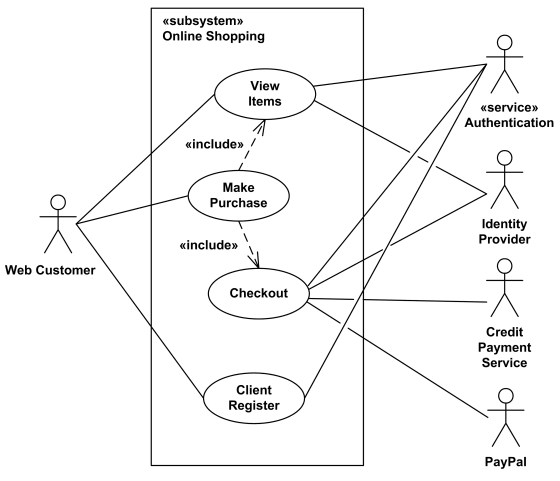 «subsystem»
Online Shopping
View
Items
«include»
Make
Purchase
«include»
Checkout
Client
Register
Web Customer
«service»
Authentication
Identity
Provider
Credit
Payment
Service
PayPal